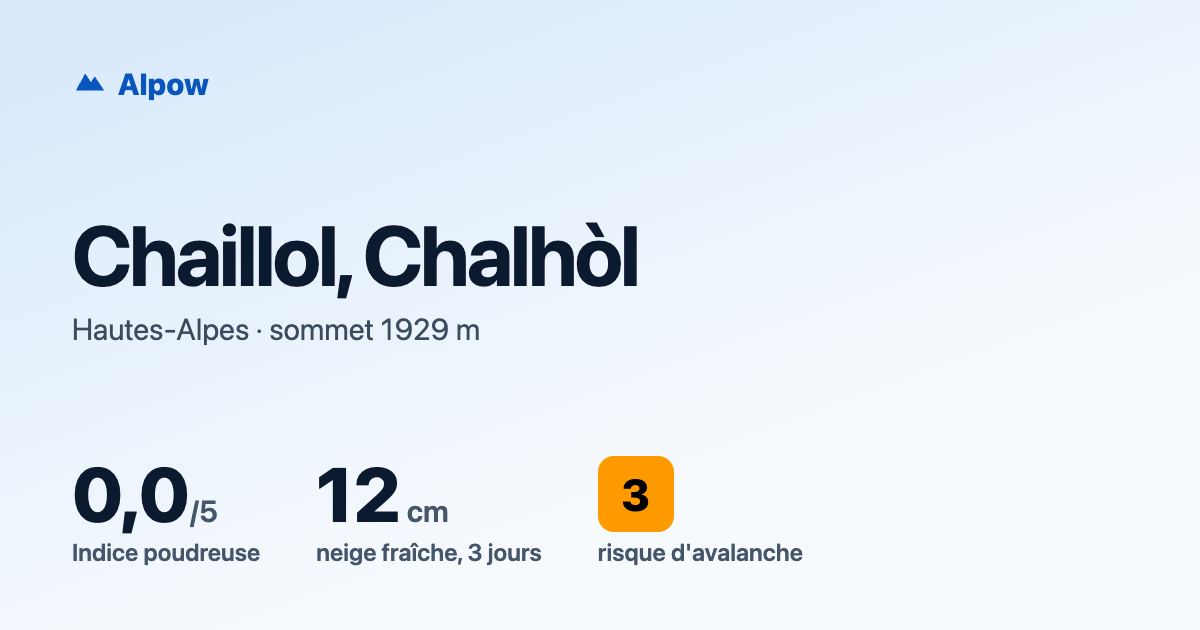 Alpow
Chaillol, Chalhòl
Hautes-Alpes · sommet 1929 m
0,0/5
Indice poudreuse
12 cm
neige fraîche, 3 jours
3
risque d'avalanche